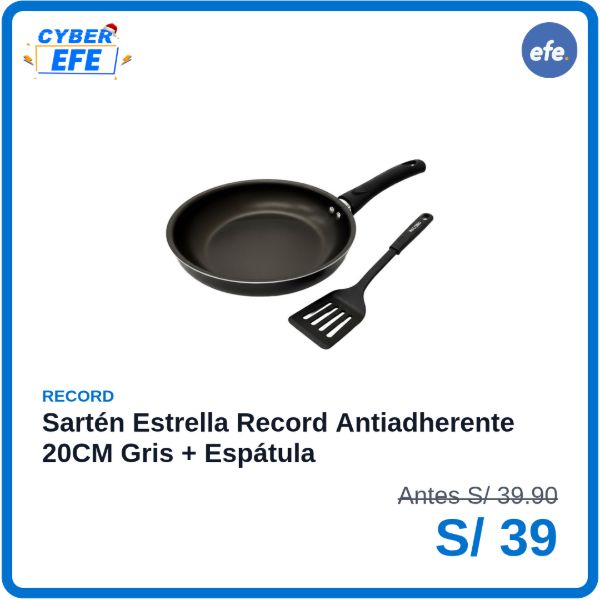 CYBER
EFE
efe.
RECORD
Sartén Estrella Record Antiadherente
20CM Gris + Espátula
Antes S/ 39.90
S/ 39